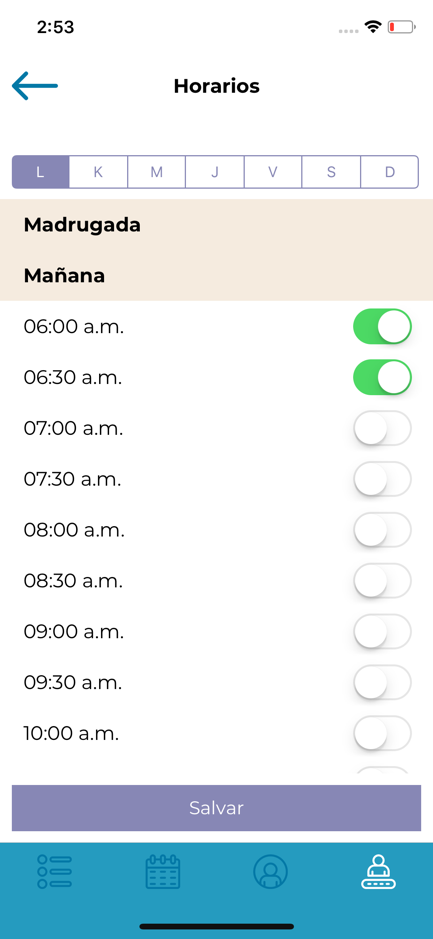 2:53
Horarios
L K M J V S D
Madrugada
Mañana
06:00 a.m.
06:30 a.m.
07:00 a.m.
07:30 a.m.
08:00 a.m.
08:30 a.m.
09:00 a.m.
09:30 a.m.
10:00 a.m.
Salvar